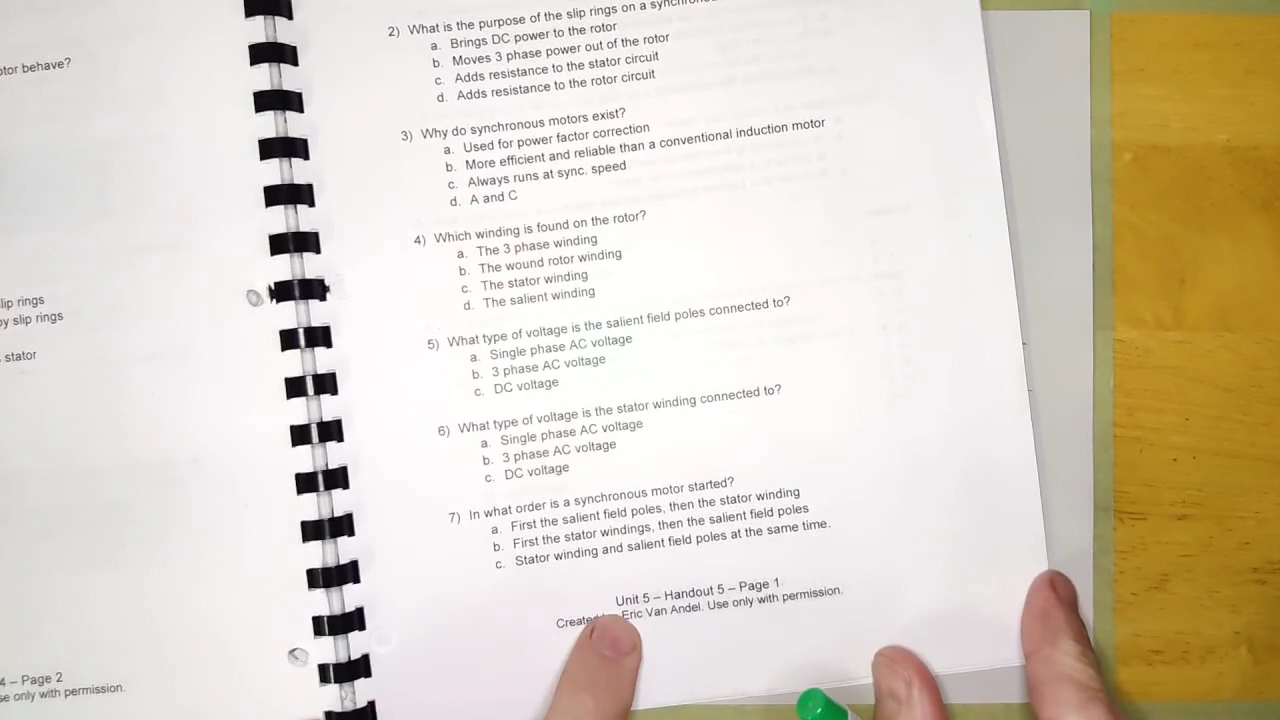 otor behave?
lip rings
by slip rings
stator
4 – Page 2
se only with permission.
2) What is the purpose of the slip rings on a
a. Brings DC power to the rotor
b. Moves 3 phase power out of the rotor
c. Adds resistance to the stator circuit
d. Adds resistance to the rotor circuit
3) Why do synchronous motors exist?
a. Used for power factor correction
b. More efficient and reliable than a conventional induction motor
c. Always runs at sync. speed
d. A and C
4) Which winding is found on the rotor?
a. The 3 phase winding
b. The wound rotor winding
c. The stator winding
d. The salient winding
5) What type of voltage is the salient field poles connected to?
a. Single phase AC voltage
b. 3 phase AC voltage
c. DC voltage
6) What type of voltage is the stator winding connected to?
a. Single phase AC voltage
b. 3 phase AC voltage
c. DC voltage
7) In what order is a synchronous motor started?
a. First the salient field poles, then the stator winding
b. First the stator windings, then the salient field poles
c. Stator winding and salient field poles at the same time.
Unit 5 – Handout 5 – Page 1
Eric Van Andel. Use only with permission.